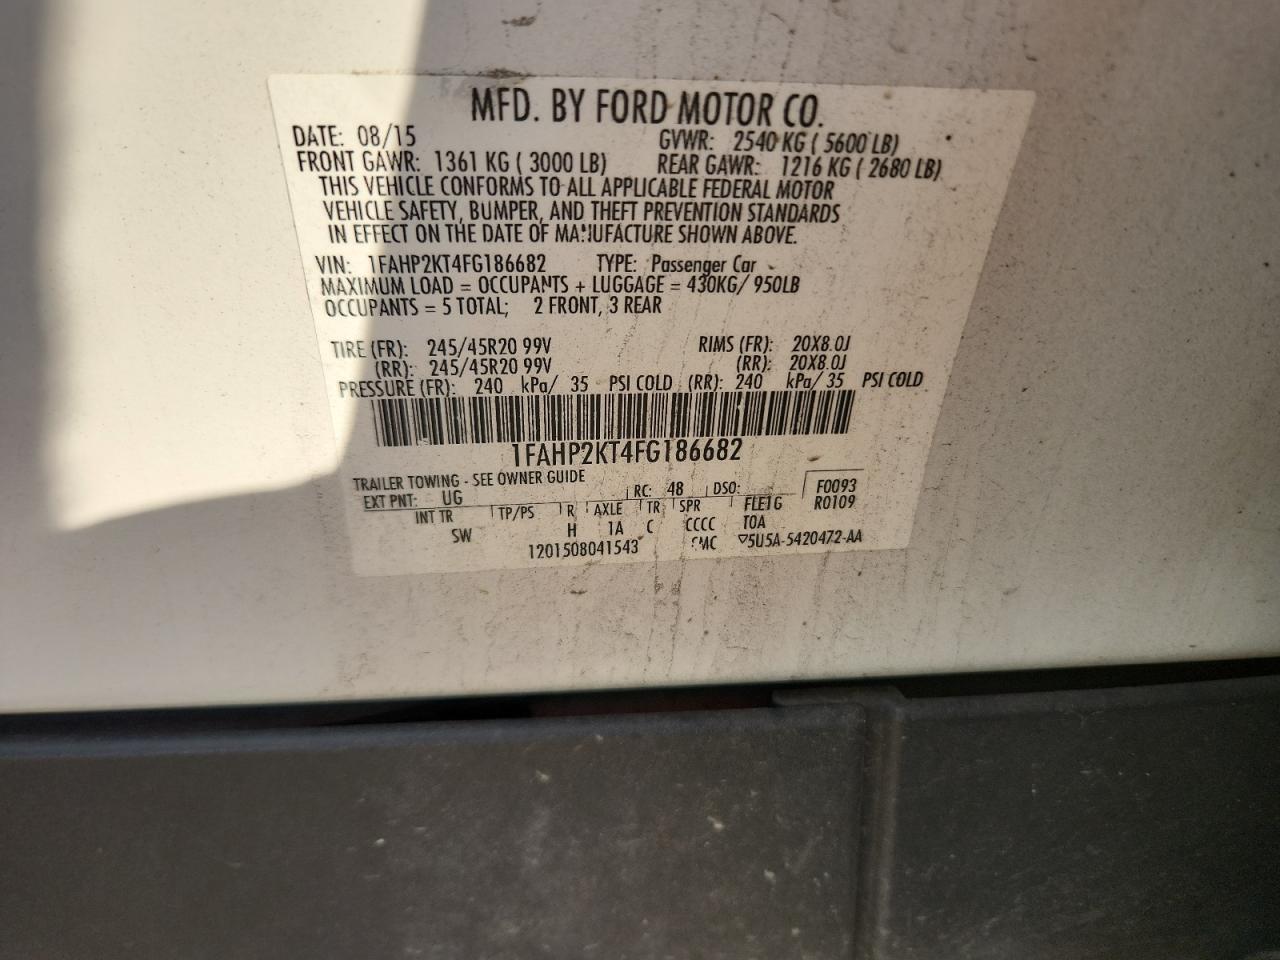 MFD. BY FORD MOTOR CO.
DATE: 08/15 GVWR: 2540 KG ( 5600 LB)
FRONT GAWR: 1361 KG ( 3000 LB) REAR GAWR: 1216 KG ( 2680 LB)
THIS VEHICLE CONFORMS TO ALL APPLICABLE FEDERAL MOTOR
VEHICLE SAFETY, BUMPER, AND THEFT PREVENTION STANDARDS
IN EFFECT ON THE DATE OF MANUFACTURE SHOWN ABOVE.
VIN: 1FAHP2KT4FG186682 TYPE: Passenger Car
MAXIMUM LOAD = OCCUPANTS + LUGGAGE = 430KG/ 950LB
OCCUPANTS = 5 TOTAL; 2 FRONT, 3 REAR
TIRE (FR): 245/45R20 99V RIMS (FR): 20X8.0J
(RR): 245/45R20 99V (RR): 20X8.0J
PRESSURE (FR): 240 kPa/ 35 PSI COLD (RR): 240 kPa/ 35 PSI COLD
1FAHP2KT4FG186682
TRAILER TOWING - SEE OWNER GUIDE
EXT PNT: UG RC: 48 DSO: F0093
INT TR TP/PS R AXLE TR SPR FLE1G R0109
SW H 1A C CCCC TOA
1201508041543 ▽5U5A-5420472-AA